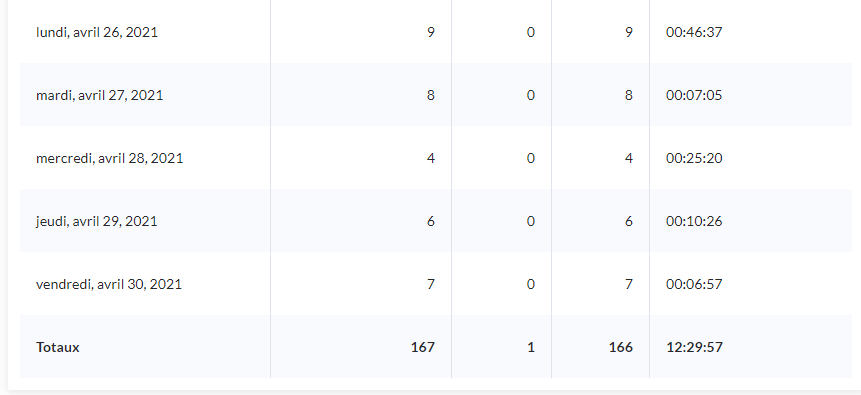 lundi, avril 26, 2021 9 0 9 00:46:37
mardi, avril 27, 2021 8 0 8 00:07:05
mercredi, avril 28, 2021 4 0 4 00:25:20
jeudi, avril 29, 2021 6 0 6 00:10:26
vendredi, avril 30, 2021 7 0 7 00:06:57
Totaux 167 1 166 12:29:57